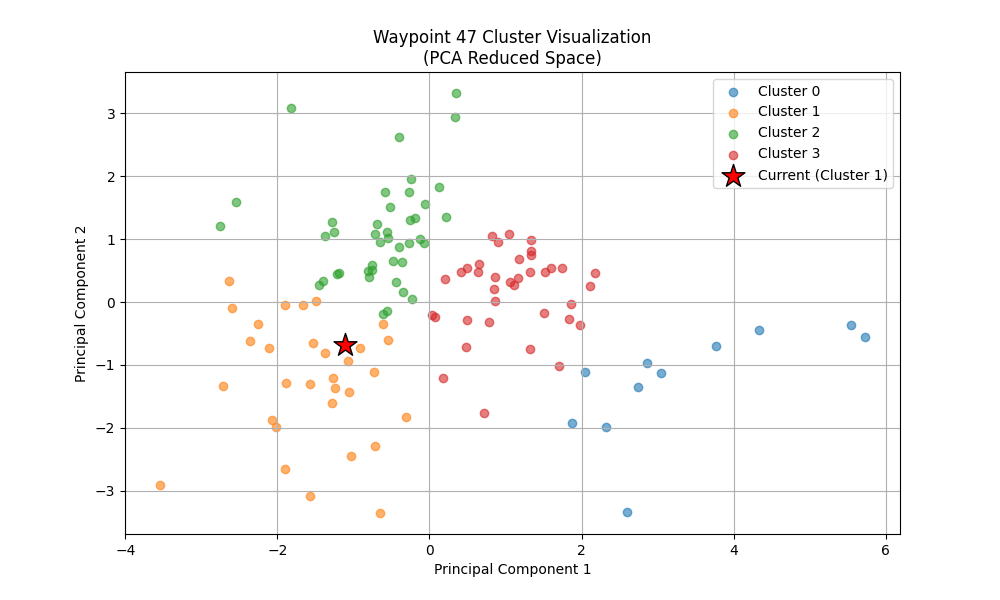 Waypoint 47 Cluster Visualization
(PCA Reduced Space)
Cluster 0
Cluster 1
Cluster 2
Cluster 3
Current (Cluster 1)
Principal Component 2
3
2
1
0
−1
−2
−3
−4
−2
0
2
4
6
Principal Component 1